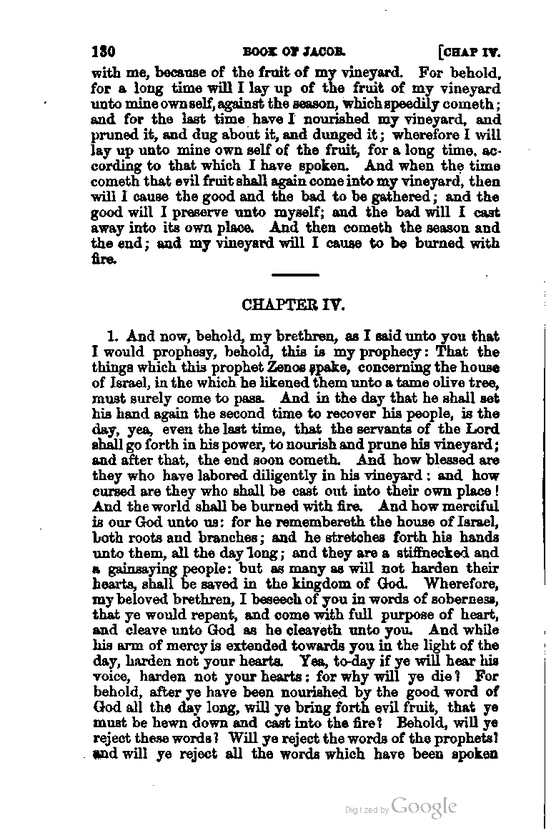 130 BOOK OF JACOB. [CHAP IV.
with me, because of the fruit of my vineyard. For behold,
for a long time will I lay up of the fruit of my vineyard
unto mine own self, against the season, which speedily cometh;
and for the last time have I nourished my vineyard, and
pruned it, and dug about it, and dunged it; wherefore I will
lay up unto mine own self of the fruit, for a long time, ac-
cording to that which I have spoken. And when the time
cometh that evil fruit shall again come into my vineyard, then
will I cause the good and the bad to be gathered; and the
good will I preserve unto myself; and the bad will I cast
away into its own place. And then cometh the season and
the end; and my vineyard will I cause to be burned with
fire.
CHAPTER IV.
1. And now, behold, my brethren, as I said unto you that
I would prophesy, behold, this is my prophecy: That the
things which this prophet Zenos spake, concerning the house
of Israel, in the which he likened them unto a tame olive tree,
must surely come to pass. And in the day that he shall set
his hand again the second time to recover his people, is the
day, yea, even the last time, that the servants of the Lord
shall go forth in his power, to nourish and prune his vineyard;
and after that, the end soon cometh. And how blessed are
they who have labored diligently in his vineyard: and how
cursed are they who shall be cast out into their own place!
And the world shall be burned with fire. And how merciful
is our God unto us: for he remembereth the house of Israel,
both roots and branches; and he stretches forth his hands
unto them, all the day long; and they are a stiffnecked and
a gainsaying people: but as many as will not harden their
hearts, shall be saved in the kingdom of God. Wherefore,
my beloved brethren, I beseech of you in words of soberness,
that ye would repent, and come with full purpose of heart,
and cleave unto God as he cleaveth unto you. And while
his arm of mercy is extended towards you in the light of the
day, harden not your hearts. Yea, to-day if ye will hear his
voice, harden not your hearts: for why will ye die? For
behold, after ye have been nourished by the good word of
God all the day long, will ye bring forth evil fruit, that ye
must be hewn down and cast into the fire? Behold, will ye
reject these words? Will ye reject the words of the prophets?
and will ye reject all the words which have been spoken
Digitized by Google